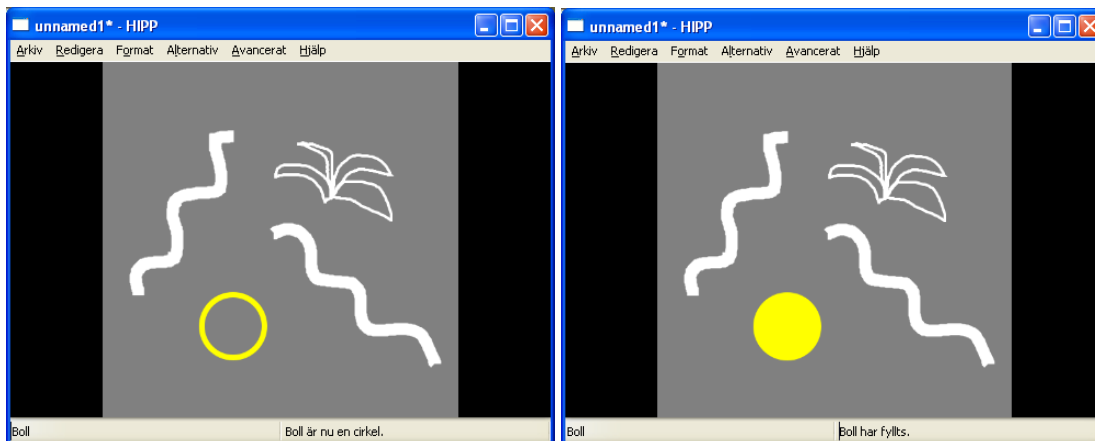 unnamed1* - HIPP
Arkiv Redigera Format Alternativ Avancerat Hjälp
Boll Boll är nu en cirkel.
unnamed1* - HIPP
Arkiv Redigera Format Alternativ Avancerat Hjälp
Boll Boll har fyllts.